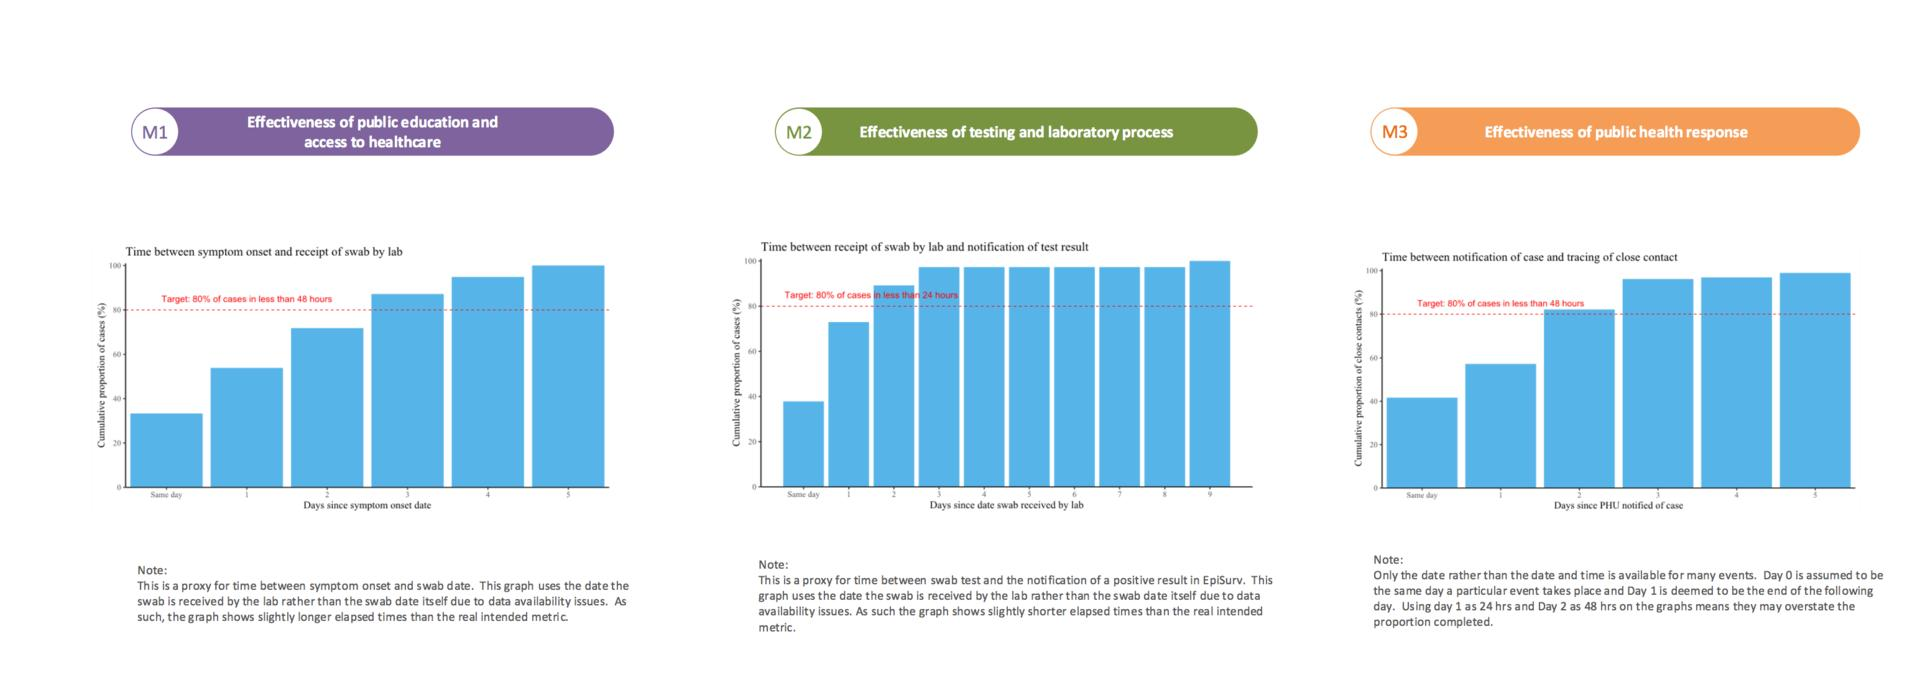 M1
Effectiveness of public education and
access to healthcare
Time between symptom onset and receipt of swab by lab
Cumulative proportion of cases (%)
100
80
60
40
20
0
Target: 80% of cases in less than 48 hours
Same day
1
2
3
4
5
Days since symptom onset date
Note:
This is a proxy for time between symptom onset and swab date. This graph uses the date the
swab is received by the lab rather than the swab date itself due to data availability issues. As
such, the graph shows slightly longer elapsed times than the real intended metric.
M2
Effectiveness of testing and laboratory process
Time between receipt of swab by lab and notification of test result
Cumulative proportion of cases (%)
100
80
60
40
20
0
Target: 80% of cases in less than 24 hours
Same day
1
2
3
4
5
6
7
8
9
Days since date swab received by lab
Note:
This is a proxy for time between swab test and the notification of a positive result in EpiSurv. This
graph uses the date the swab is received by the lab rather than the swab date itself due to data
availability issues. As such the graph shows slightly shorter elapsed times than the real intended
metric.
M3
Effectiveness of public health response
Time between notification of case and tracing of close contact
Cumulative proportion of close contacts (%)
100
80
60
40
20
0
Target: 80% of cases in less than 48 hours
Same day
1
2
3
4
5
Days since PHU notified of case
Note:
Only the date rather than the date and time is available for many events. Day 0 is assumed to be
the same day a particular event takes place and Day 1 is deemed to be the end of the following
day. Using day 1 as 24 hrs and Day 2 as 48 hrs on the graphs means they may overstate the
proportion completed.